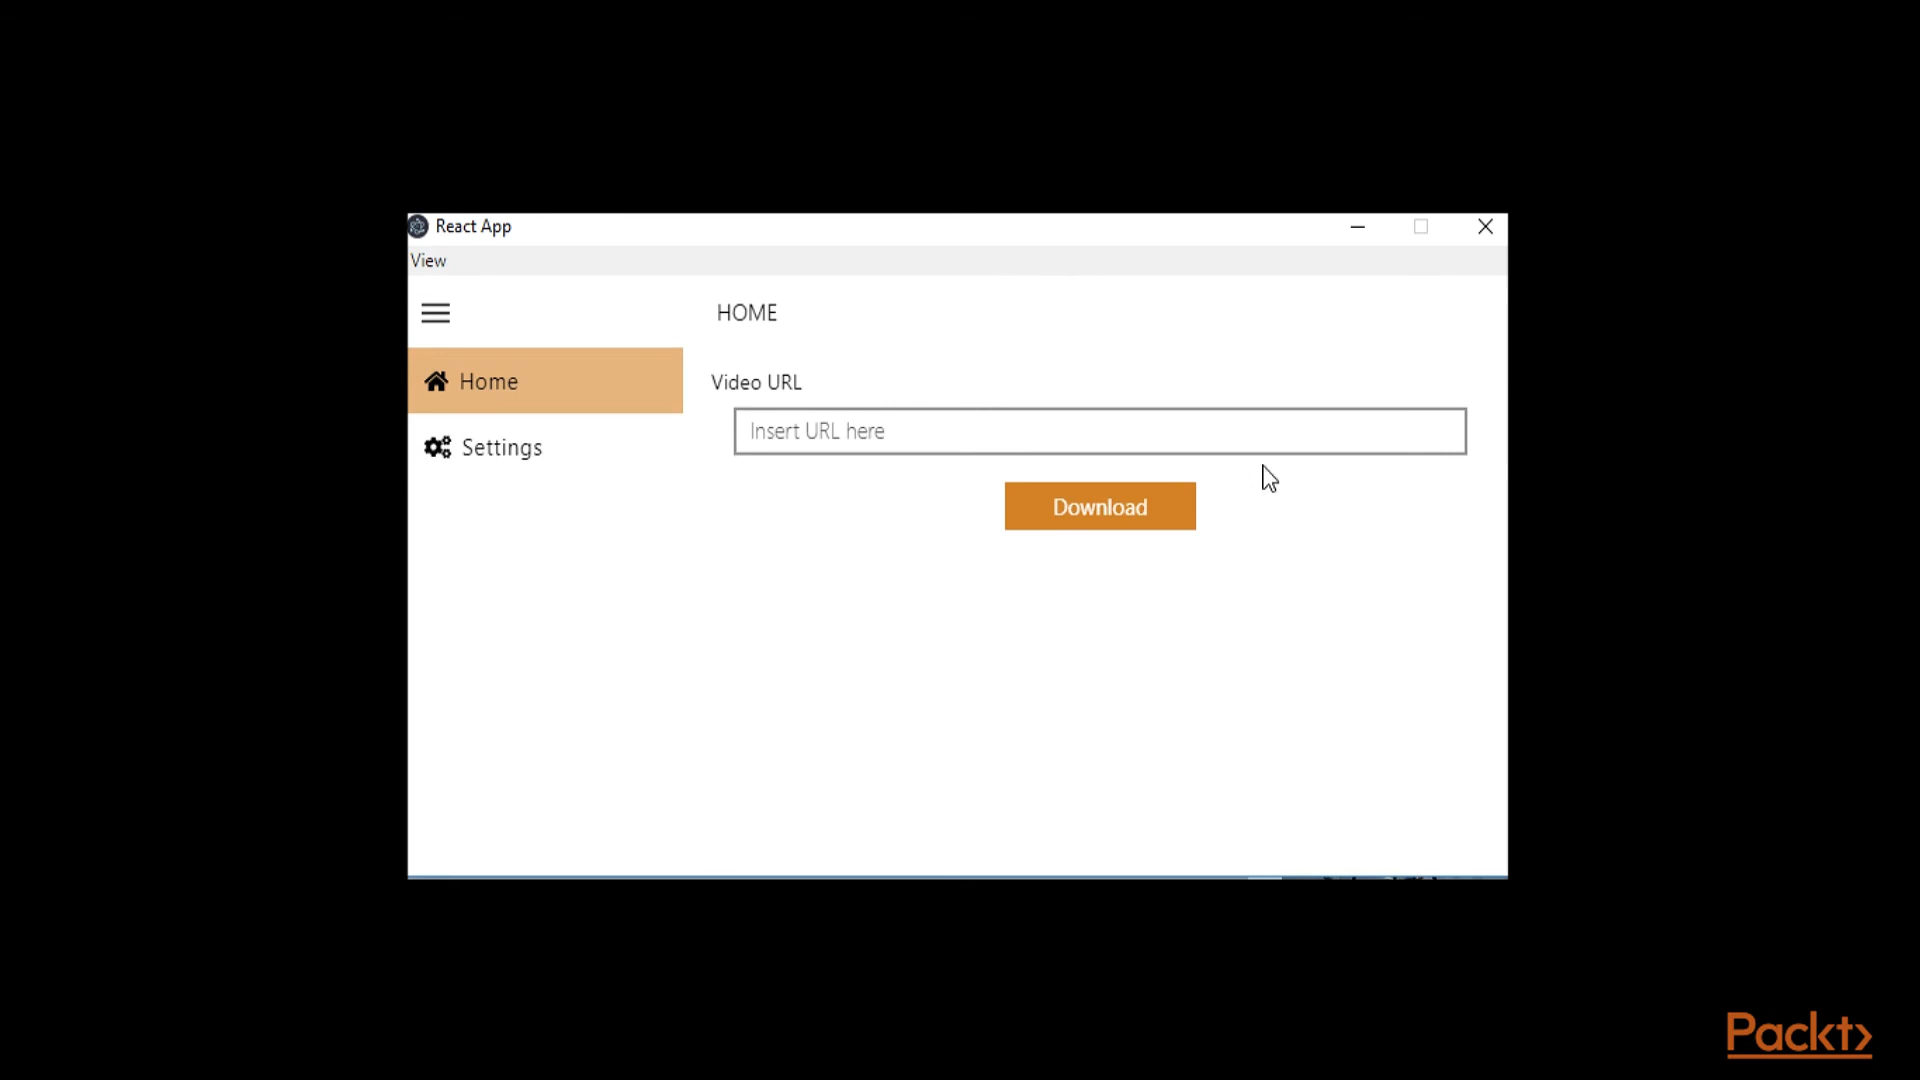 React App
View
HOME
Home
Video URL
Insert URL here
Settings
Download
Packt